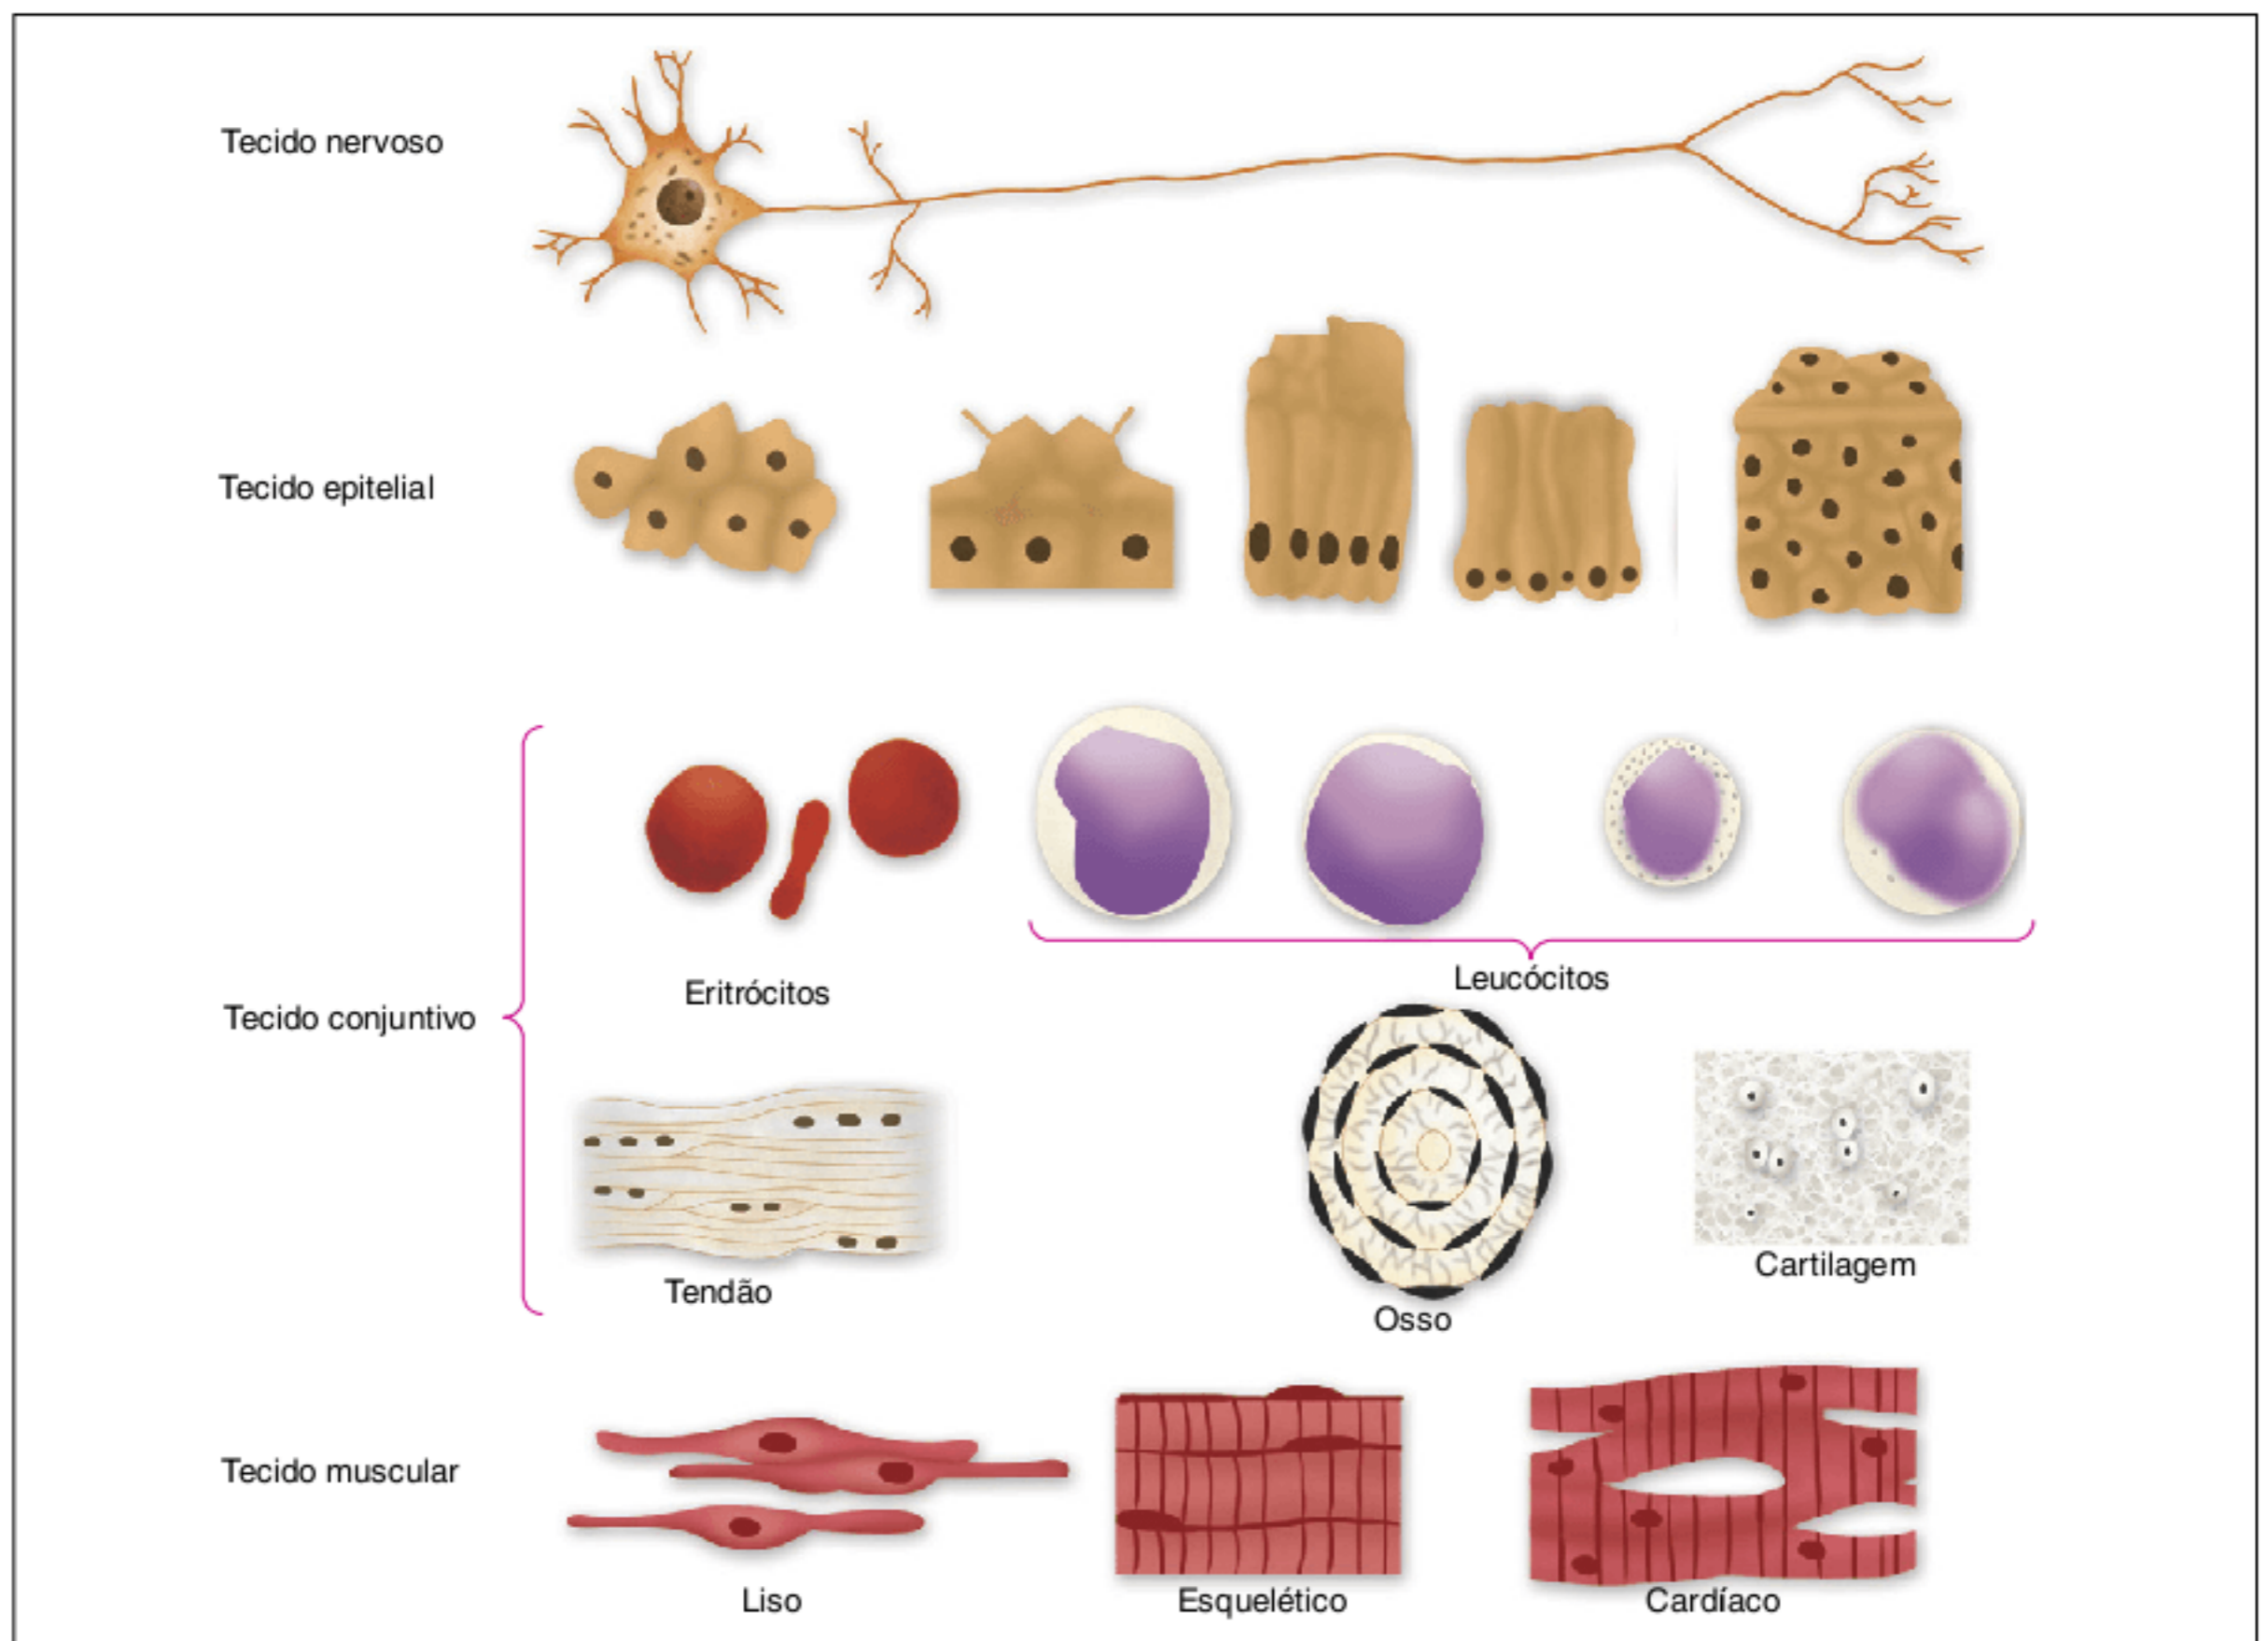 Tecido nervoso
Tecido epitelial
Eritrócitos
Leucócitos
Tecido conjuntivo
Tendão
Osso
Cartilagem
Tecido muscular
Liso
Esquelético
Cardíaco